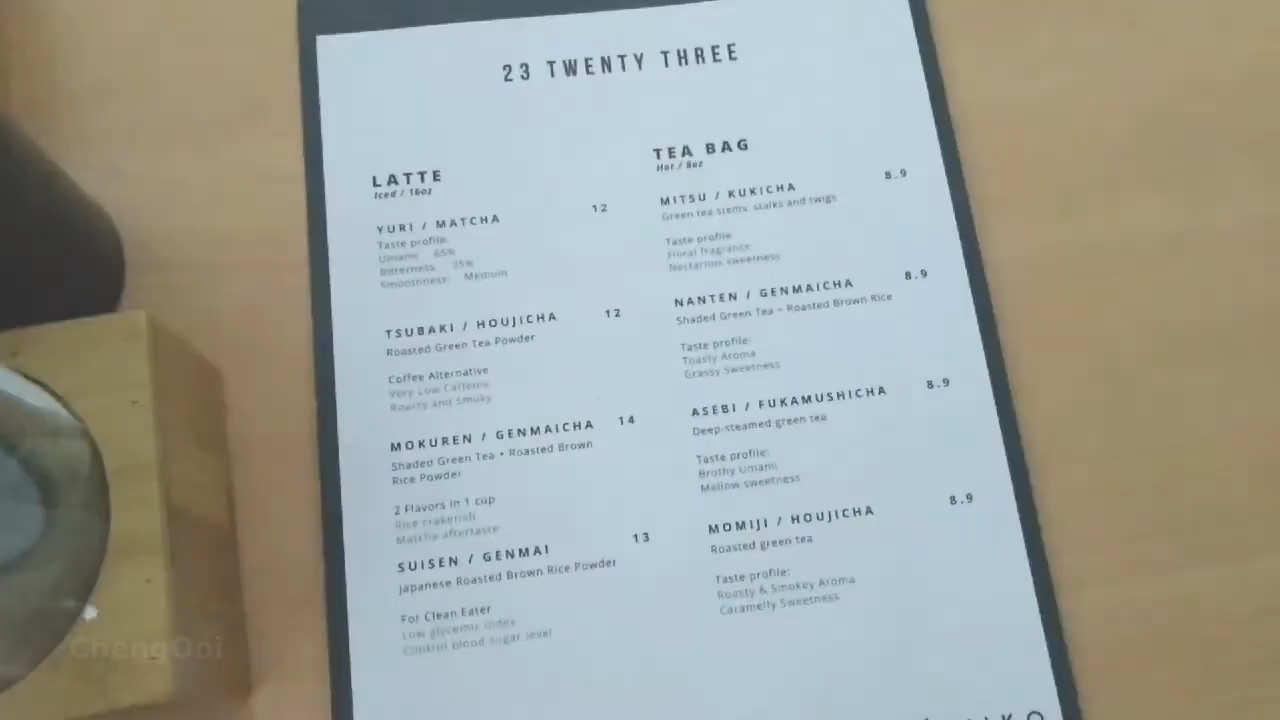 23 TWENTY THREE
LATTE
Iced / 16oz
YURI / MATCHA 12
Taste profile:
Umami 65%
Bitterness 25%
Smoothness: Medium
TSUBAKI / HOUJICHA 12
Roasted Green Tea Powder
Coffee Alternative
Very Low Caffeine
Roasty and Smoky
MOKUREN / GENMAICHA 14
Shaded Green Tea + Roasted Brown
Rice Powder
2 Flavors in 1 cup
Rice crakerish
Matcha aftertaste
SUISEN / GENMAI 13
Japanese Roasted Brown Rice Powder
For Clean Eater
Low glycemic index
Control blood sugar level
TEA BAG
Hot / 8oz
MITSU / KUKICHA 8.9
Green tea stems, stalks and twigs
Taste profile
Floral fragrance
Nectarous sweetness
NANTEN / GENMAICHA 8.9
Shaded Green Tea + Roasted Brown Rice
Taste profile:
Toasty Aroma
Grassy Sweetness
ASEBI / FUKAMUSHICHA 8.9
Deep-steamed green tea
Taste profile:
Brothy Umami
Mellow sweetness
MOMIJI / HOUJICHA 8.9
Roasted green tea
Taste profile:
Roasty & Smokey Aroma
Caramelly Sweetness
ChengOni